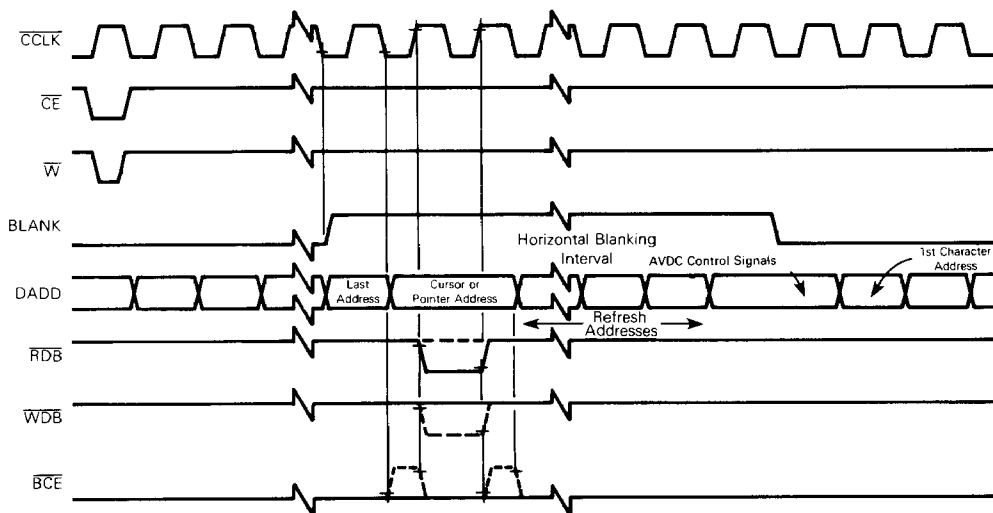 CCLK
CE
W
BLANK
Horizontal Blanking
Interval
AVDC Control Signals
1st Character
Address
DADD
Last
Address
Cursor or
Pointer Address
Refresh
Addresses
RDB
WDB
BCE